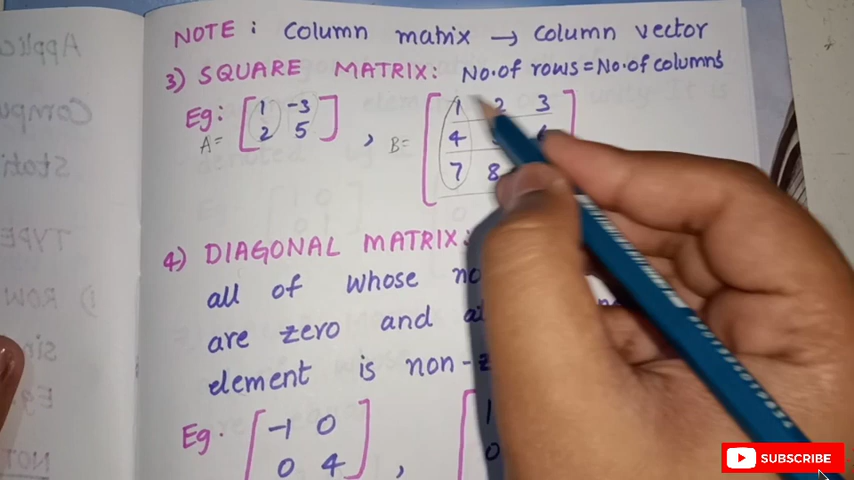 NOTE: Column matrix → Column vector
3) SQUARE MATRIX: No.of rows = No.of columns
Eg: A = [1 -3
2 5] , B = [1 2 3
4
7 8
4) DIAGONAL MATRIX:
all of whose
are zero and
element is non-
Eg. [-1 0
0 4] , [1
0
SUBSCRIBE